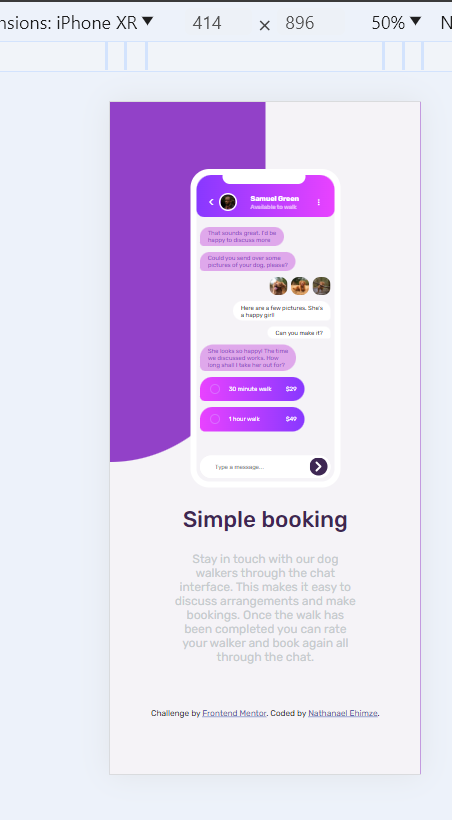 nsions: iPhone XR ▼ 414 × 896 50% ▼ N
Samuel Green
Available to walk
That sounds great. I'd be
happy to discuss more
Could you send over some
pictures of your dog, please?
Here are a few pictures. She's
a happy girl!
Can you make it?
She looks so happy! The time
we discussed works. How
long shall I take her out for?
30 minute walk $29
1 hour walk $49
Type a message...
Simple booking
Stay in touch with our dog
walkers through the chat
interface. This makes it easy to
discuss arrangements and make
bookings. Once the walk has
been completed you can rate
your walker and book again all
through the chat.
Challenge by Frontend Mentor. Coded by Nathanael Ehimze.